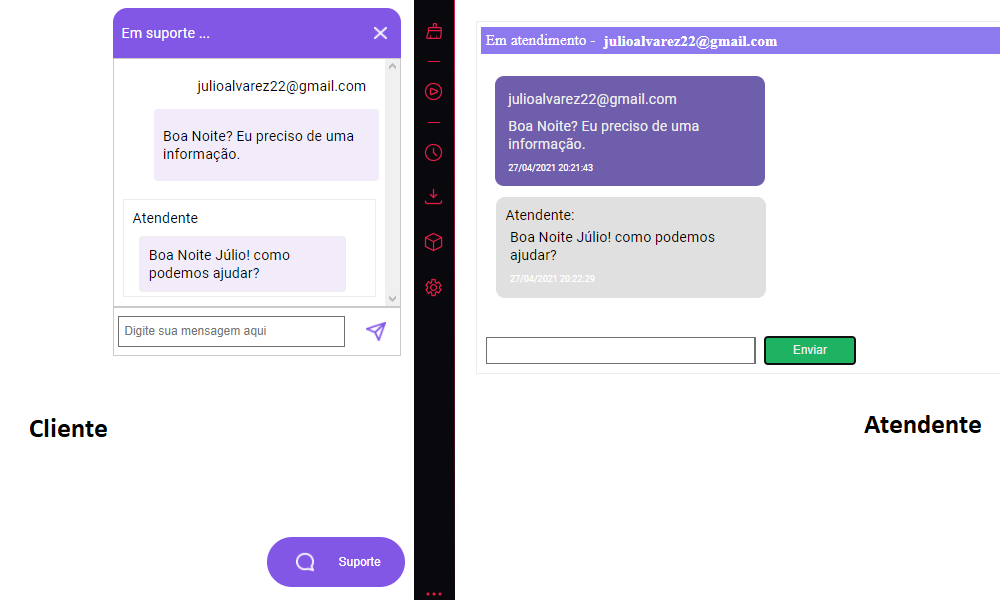 Em suporte ...
julioalvarez22@gmail.com
Boa Noite? Eu preciso de uma
informação.
Atendente
Boa Noite Júlio! como
podemos ajudar?
Digite sua mensagem aqui
Cliente
Suporte
Em atendimento - julioalvarez22@gmail.com
julioalvarez22@gmail.com
Boa Noite? Eu preciso de uma
informação.
27/04/2021 20:21:43
Atendente:
Boa Noite Júlio! como podemos
ajudar?
27/04/2021 20:22:29
Enviar
Atendente